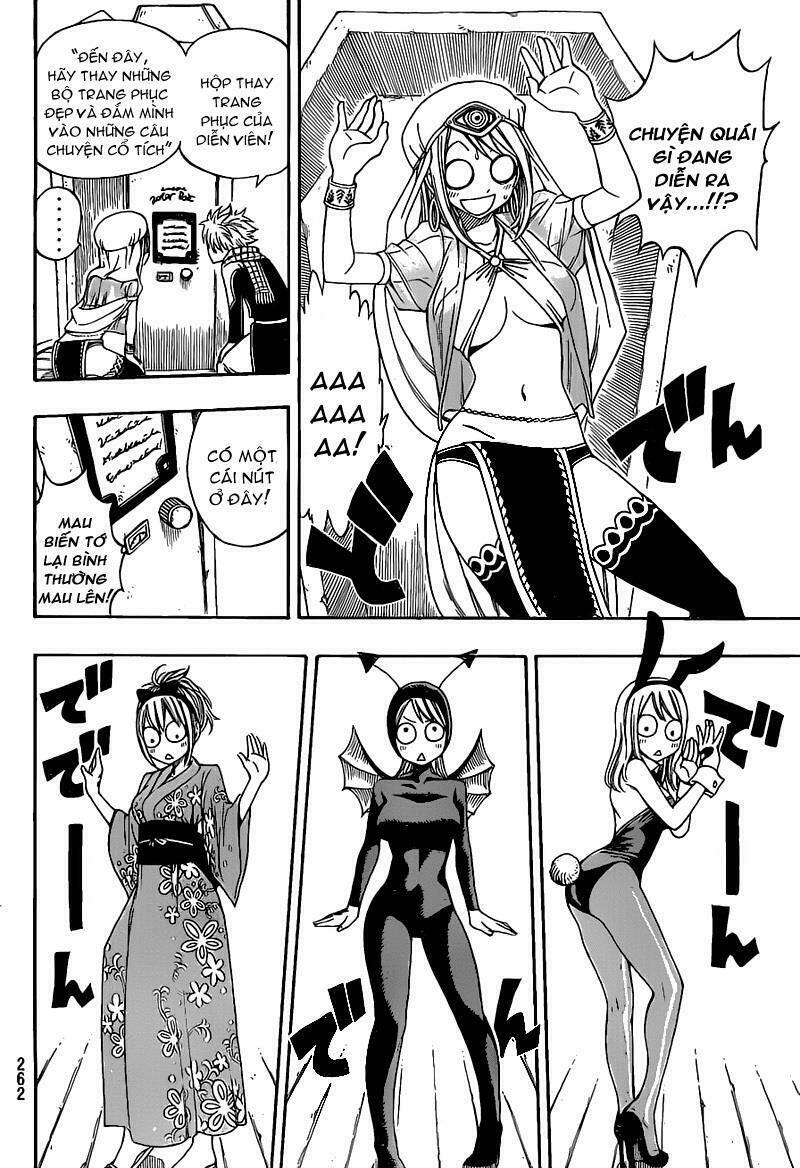 CHUYỆN QUÁI
GÌ ĐANG
DIỄN RA
VẬY...!!?
AAA
AAA
AA!
でん
どど
HỘP THAY
TRANG
PHỤC CỦA
DIỄN VIÊN!
“ĐẾN ĐÂY,
HÃY THAY NHỮNG
BỘ TRANG PHỤC
ĐẸP VÀ ĐẮM MÌNH
VÀO NHỮNG CÂU
CHUYỆN CỔ TÍCH”
CÓ MỘT
CÁI NÚT
Ở ĐÂY!
MAU
BIẾN TỚ
LẠI BÌNH
THƯỜNG
MAU LÊN!
でーん
でん
ででーん
262